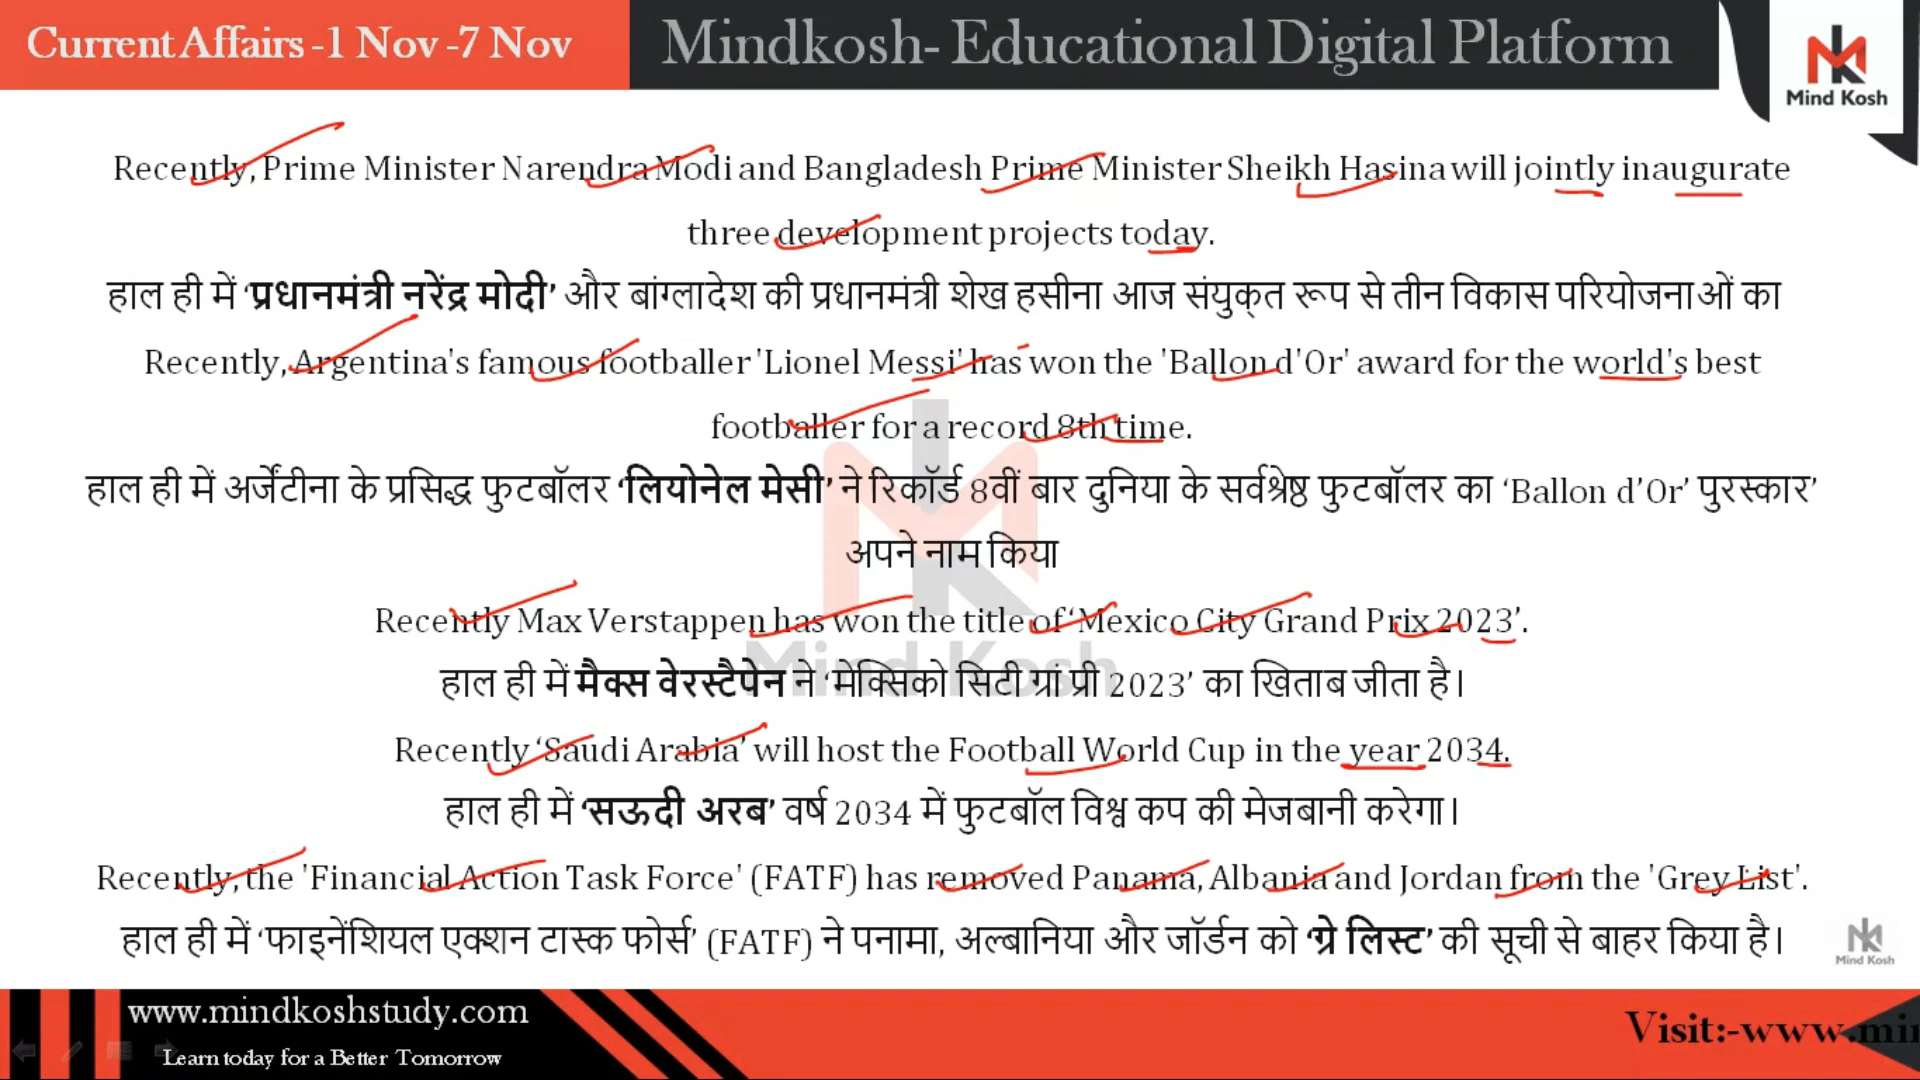 Current Affairs -1 Nov -7 Nov
Mindkosh- Educational Digital Platform
Mind Kosh
Recently, Prime Minister Narendra Modi and Bangladesh Prime Minister Sheikh Hasina will jointly inaugurate
three development projects today.
हाल ही में ‘प्रधानमंत्री नरेंद्र मोदी’ और बांग्लादेश की प्रधानमंत्री शेख हसीना आज संयुक्त रूप से तीन विकास परियोजनाओं का
Recently, Argentina's famous footballer 'Lionel Messi' has won the 'Ballon d'Or' award for the world's best
footballer for a record 8th time.
हाल ही में अर्जेंटीना के प्रसिद्ध फुटबॉलर ‘लियोनेल मेसी’ ने रिकॉर्ड 8वीं बार दुनिया के सर्वश्रेष्ठ फुटबॉलर का ‘Ballon d’Or’ पुरस्कार’
अपने नाम किया
Recently Max Verstappen has won the title of ‘Mexico City Grand Prix 2023’.
Mind Kosh
हाल ही में मैक्स वेरस्टैपेन ने ‘मेक्सिको सिटी ग्रां प्री 2023’ का खिताब जीता है।
Recently ‘Saudi Arabia’ will host the Football World Cup in the year 2034.
हाल ही में ‘सऊदी अरब’ वर्ष 2034 में फुटबॉल विश्व कप की मेजबानी करेगा।
Recently, the 'Financial Action Task Force' (FATF) has removed Panama, Albania and Jordan from the 'Grey List'.
हाल ही में ‘फाइनेंशियल एक्शन टास्क फोर्स’ (FATF) ने पनामा, अल्बानिया और जॉर्डन को ‘ग्रे लिस्ट’ की सूची से बाहर किया है।
Mind Kosh
www.mindkoshstudy.com
Learn today for a Better Tomorrow
Visit:-www.mi